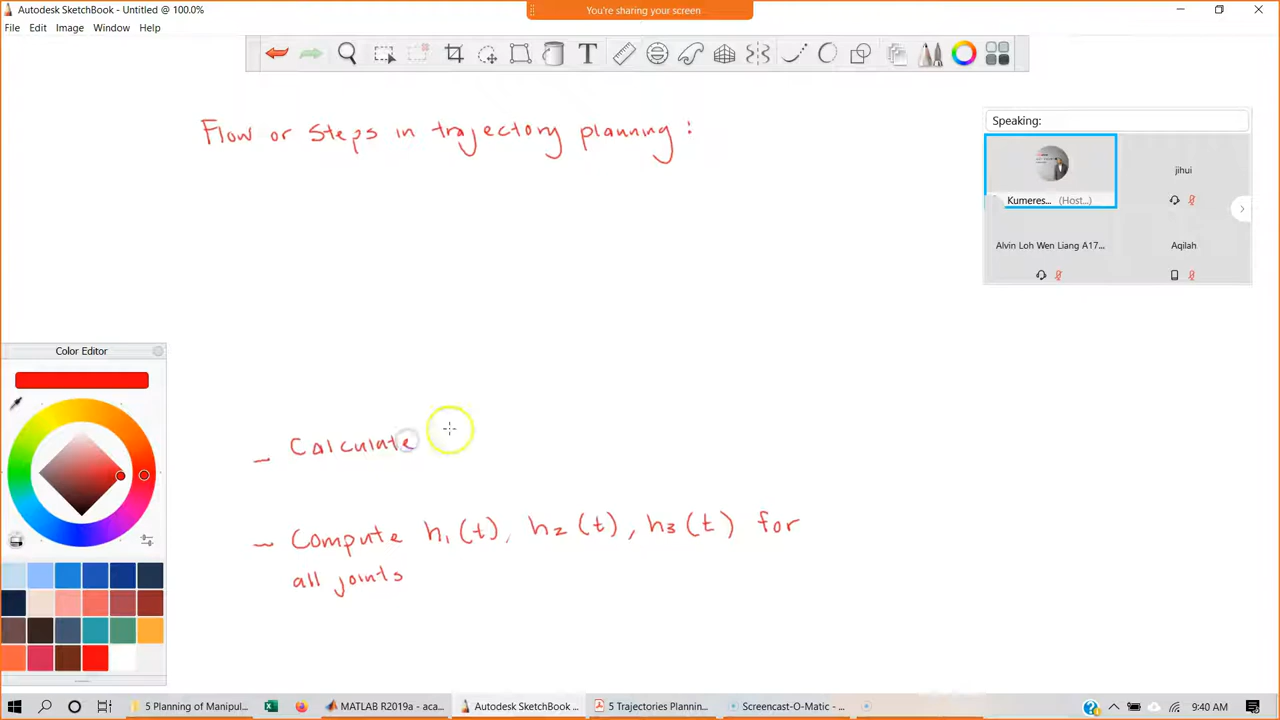 Autodesk SketchBook - Untitled @ 100.0%
You're sharing your screen
File Edit Image Window Help
T
Flow or Steps in trajectory planning :
Speaking:
Kumeres... (Host...)
jihui
Alvin Loh Wen Liang A17...
Aqilah
Color Editor
- Calculate
- Compute h₁(t), h₂(t), h₃(t) for
all joints
5 Planning of Manipul...
MATLAB R2019a - aca...
Autodesk SketchBook ...
5 Trajectories Plannin...
Screencast-O-Matic - ...
9:40 AM